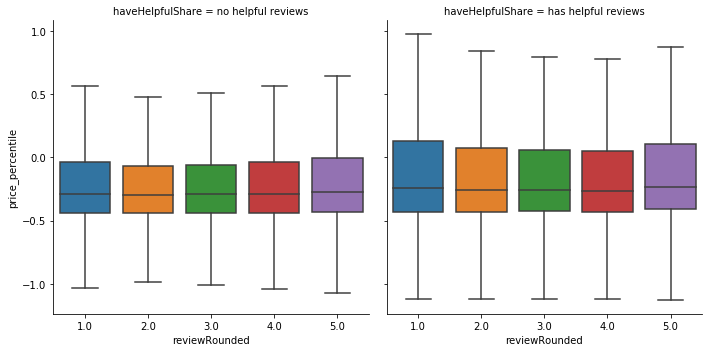 haveHelpfulShare = no helpful reviews
haveHelpfulShare = has helpful reviews
1.0
0.5
0.0
−0.5
−1.0
price_percentile
1.0 2.0 3.0 4.0 5.0
1.0 2.0 3.0 4.0 5.0
reviewRounded
reviewRounded